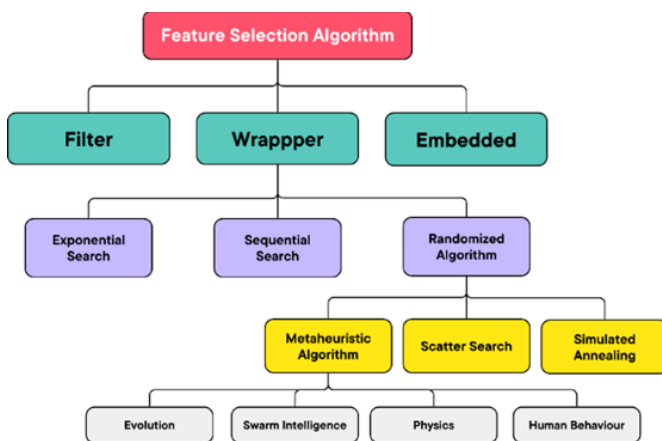 Feature Selection Algorithm
Filter
Wrappper
Embedded
Exponential
Search
Sequential
Search
Randomized
Algorithm
Metaheuristic
Algorithm
Scatter Search
Simulated
Annealing
Evolution
Swarm Intelligence
Physics
Human Behaviour